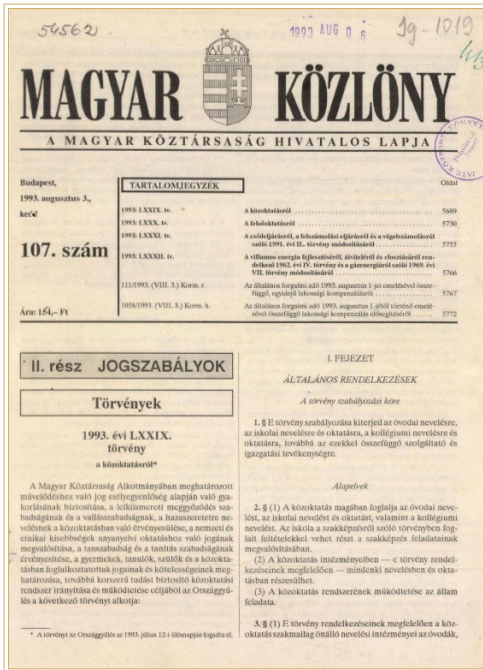 54562
1993 AUG 0 6
Jg-1019
MAGYAR KÖZLÖNY
A MAGYAR KÖZTÁRSASÁG HIVATALOS LAPJA
Budapest,
1993. augusztus 3.,
kedd
107. szám
Ára: 154,– Ft
TARTALOMJEGYZÉK
Oldal
1993: LXXIX. tv. A közoktatásról 5689
1993: LXXX. tv. A felsőoktatásról 5730
1993: LXXXI. tv. A csődeljárásról, a felszámolási eljárásról és a végelszámolásról
szóló 1991. évi IL. törvény módosításáról 5755
1993: LXXXII. tv. A villamos energia fejlesztéséről, átviteléről és elosztásáról ren-
delkező 1962. évi IV. törvény és a gázenergiáról szóló 1969. évi
VII. törvény módosításáról 5766
111/1993. (VIII. 3.) Korm. r. Az általános forgalmi adó 1993. augusztus 1-jei emelésével össze-
függő, egyidejű lakossági kompenzálásról 5767
1058/1993. (VIII. 3.) Korm. h. Az általános forgalmi adó 1993. augusztus 1-jétől történő emelé-
sével összefüggő lakossági kompenzálás elősegítéséről 5772
II. rész JOGSZABÁLYOK
Törvények
1993. évi LXXIX.
törvény
a közoktatásról*
A Magyar Köztársaság Alkotmányában meghatározott
művelődéshez való jog esélyegyenlőség alapján való gya-
korlásának biztosítása, a lelkiismereti meggyőződés sza-
badságának és a vallásszabadságnak, a hazaszeretetre ne-
velésnek a közoktatásban való érvényesülése, a nemzeti és
etnikai kisebbségek anyanyelvi oktatáshoz való jogának
megvalósítása, a tanszabadság és a tanítás szabadságának
érvényesítése, a gyermekek, tanulók, szülők és a közokta-
tásban foglalkoztatottak jogainak és kötelességeinek meg-
határozása, továbbá korszerű tudást biztosító közoktatási
rendszer irányítása és működtetése céljából az Országgyű-
lés a következő törvényt alkotja:
* A törvényt az Országgyűlés az 1993. július 12-i ülésnapján fogadta el.
I. FEJEZET
ÁLTALÁNOS RENDELKEZÉSEK
A törvény szabályozási köre
1. § E törvény szabályozása kiterjed az óvodai nevelésre,
az iskolai nevelésre és oktatásra, a kollégiumi nevelésre és
oktatásra, továbbá az ezekkel összefüggő szolgáltató és
igazgatási tevékenységre.
Alapelvek
2. § (1) A közoktatás magában foglalja az óvodai neve-
lést, az iskolai nevelést és oktatást, valamint a kollégiumi
nevelést. Az iskola a szakképzésről szóló törvényben fog-
lalt feltételekkel vehet részt a szakképzés feladatainak
megvalósításában.
(2) A közoktatás intézményeiben — e törvény rendel-
kezéseinek megfelelően — mindenki nevelésben és okta-
tásban részesülhet.
(3) A közoktatás rendszerének működtetése az állam
feladata.
3. § (1) E törvény rendelkezéseinek megfelelően a köz-
oktatás szakmailag önálló nevelési intézményei az óvodák,